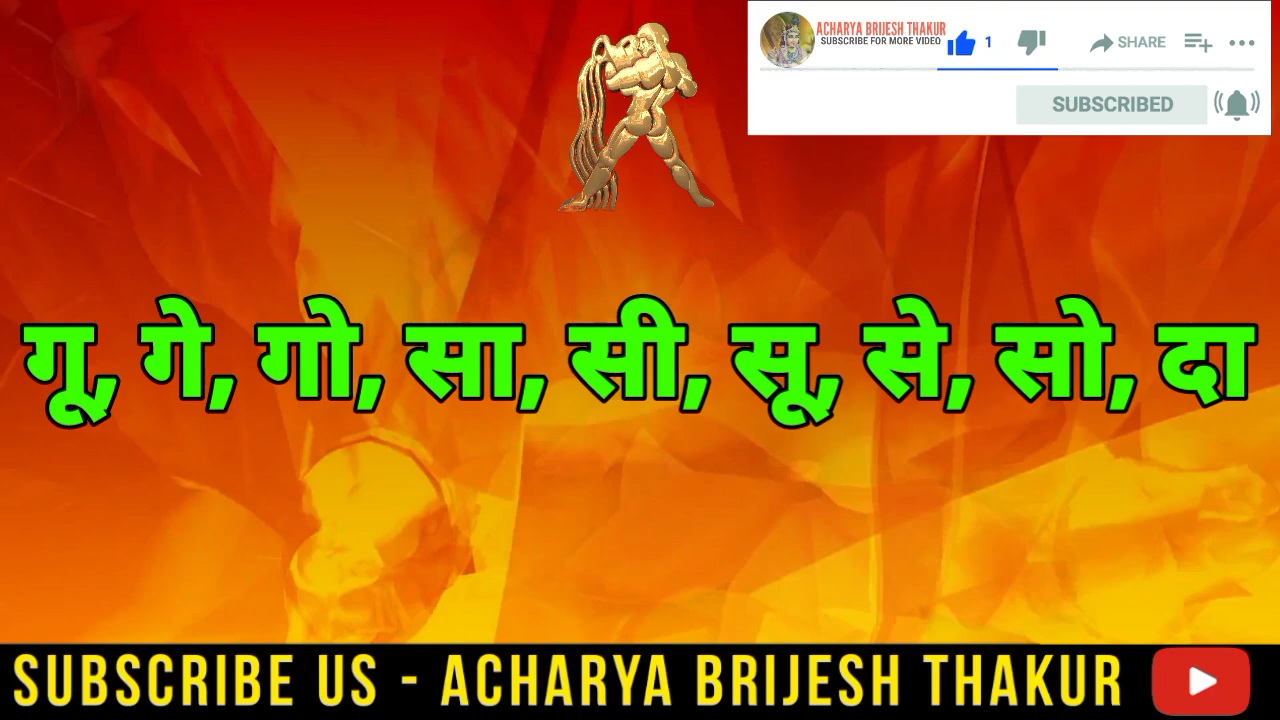 ACHARYA BRIJESH THAKUR
SUBSCRIBE FOR MORE VIDEO
1
SHARE
SUBSCRIBED
गू, गे, गो, सा, सी, सू, से, सो, दा
SUBSCRIBE US - ACHARYA BRIJESH THAKUR